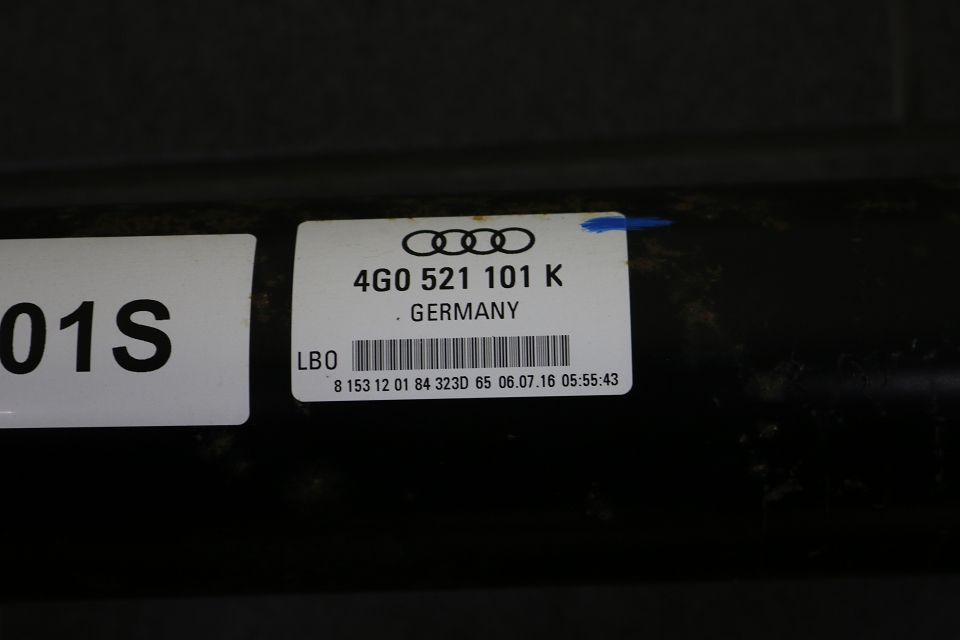 01S
4G0 521 101 K
GERMANY
LBO
8 153 12 01 84 323D 65 06.07.16 05:55:43